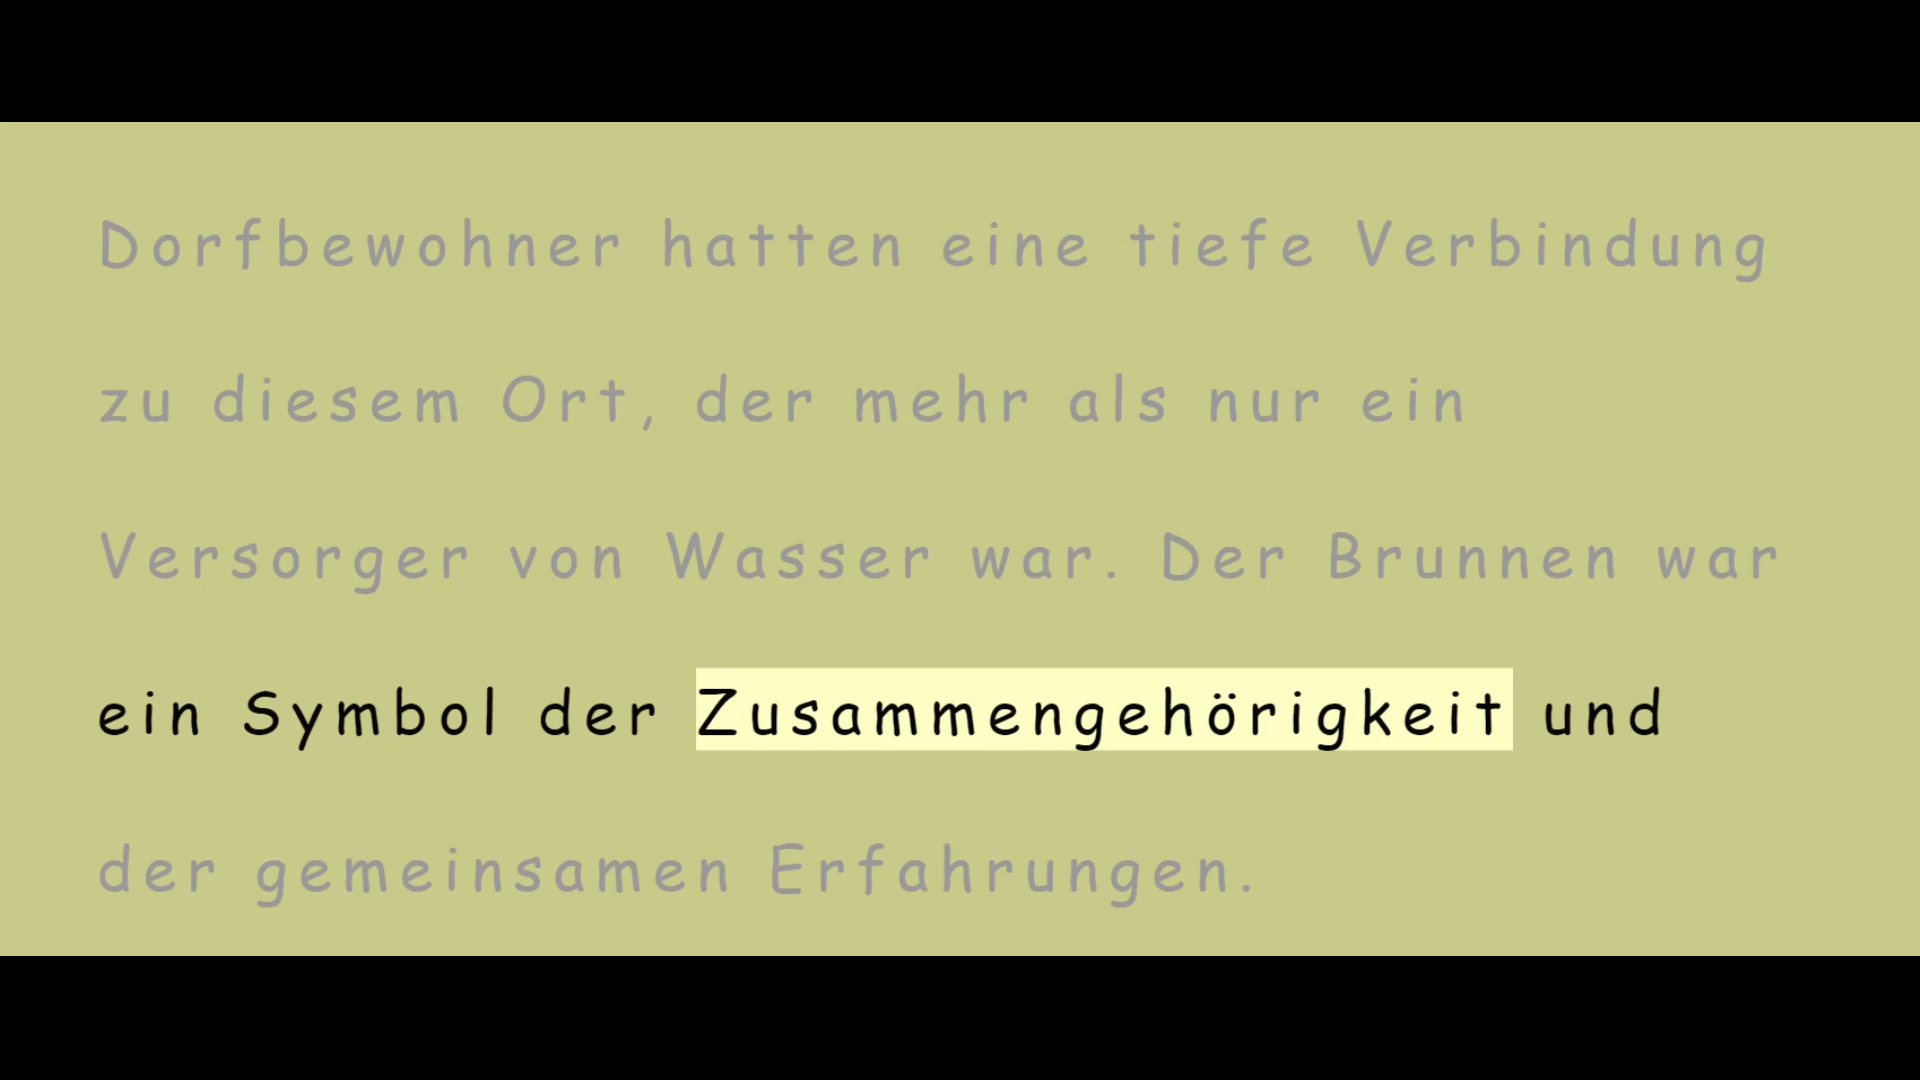 Dorfbewohner hatten eine tiefe Verbindung
zu diesem Ort, der mehr als nur ein
Versorger von Wasser war. Der Brunnen war
ein Symbol der Zusammengehörigkeit und
der gemeinsamen Erfahrungen.